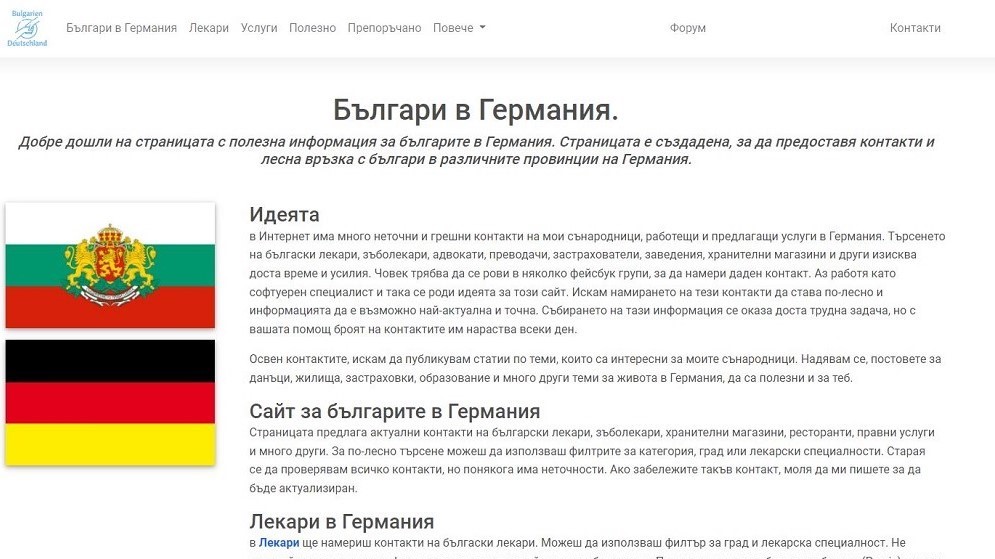 Bulgarien
Deutschland
Българи в Германия Лекари Услуги Полезно Препоръчано Повече Форум Контакти
Българи в Германия.
Добре дошли на страницата с полезна информация за българите в Германия. Страницата е създадена, за да предоставя контакти и
лесна връзка с българи в различните провинции на Германия.
Идеята
в Интернет има много неточни и грешни контакти на мои сънародници, работещи и предлагащи услуги в Германия. Търсенето
на български лекари, зъболекари, адвокати, преводачи, застрахователи, заведения, хранителни магазини и други изисква
доста време и усилия. Човек трябва да се рови в няколко фейсбук групи, за да намери даден контакт. Аз работя като
софтуерен специалист и така се роди идеята за този сайт. Искам намирането на тези контакти да става по-лесно и
информацията да е възможно най-актуална и точна. Събирането на тази информация се оказа доста трудна задача, но с
вашата помощ броят на контактите им нараства всеки ден.
Освен контактите, искам да публикувам статии по теми, които са интересни за моите сънародници. Надявам се, постовете за
данъци, жилища, застраховки, образование и много други теми за живота в Германия, да са полезни и за теб.
Сайт за българите в Германия
Страницата предлага актуални контакти на български лекари, зъболекари, хранителни магазини, ресторанти, правни услуги
и много други. За по-лесно търсене можеш да използваш филтрите за категория, град или лекарски специалности. Старая
се да проверявам всичко контакти, но понякога има неточности. Ако забележите такъв контакт, моля да ми пишете за да
бъде актуализиран.
Лекари в Германия
в Лекари ще намериш контакти на български лекари. Можеш да използваш филтър за град и лекарска специалност. Не